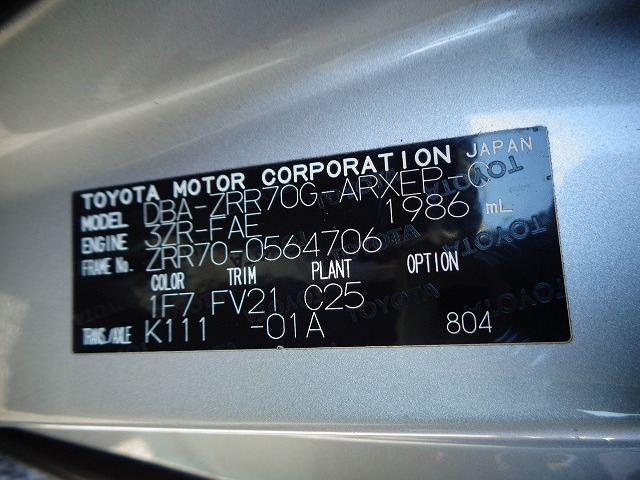 TOYOTA MOTOR CORPORATION JAPAN
MODEL DBA-ZRR70G-ARXEP-C
ENGINE 3ZR-FAE 1986 mL
FRAME No. ZRR70-0564706
COLOR TRIM PLANT OPTION
1F7 FV21 C25
TRANS./AXLE K111 -01A 804